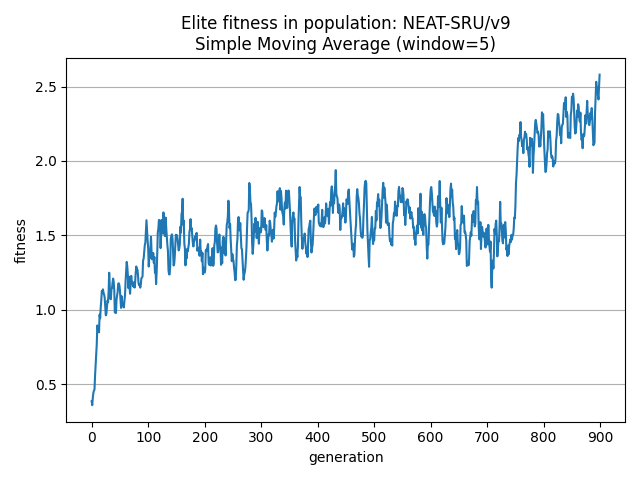 Elite fitness in population: NEAT-SRU/v9
Simple Moving Average (window=5)
fitness
2.5
2.0
1.5
1.0
0.5
0 100 200 300 400 500 600 700 800 900
generation